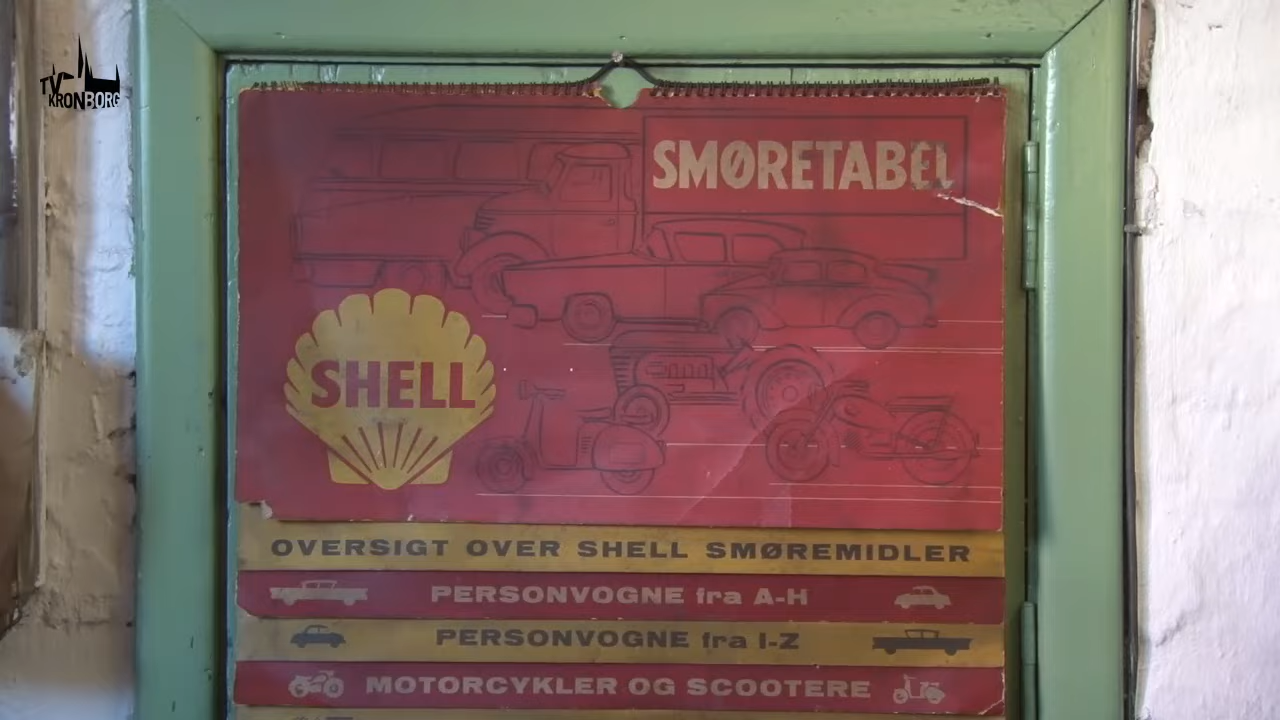 TV
KRONBORG
SMØRETABEL
SHELL
OVERSIGT OVER SHELL SMØREMIDLER
PERSONVOGNE fra A-H
PERSONVOGNE fra I-Z
MOTORCYKLER OG SCOOTERE